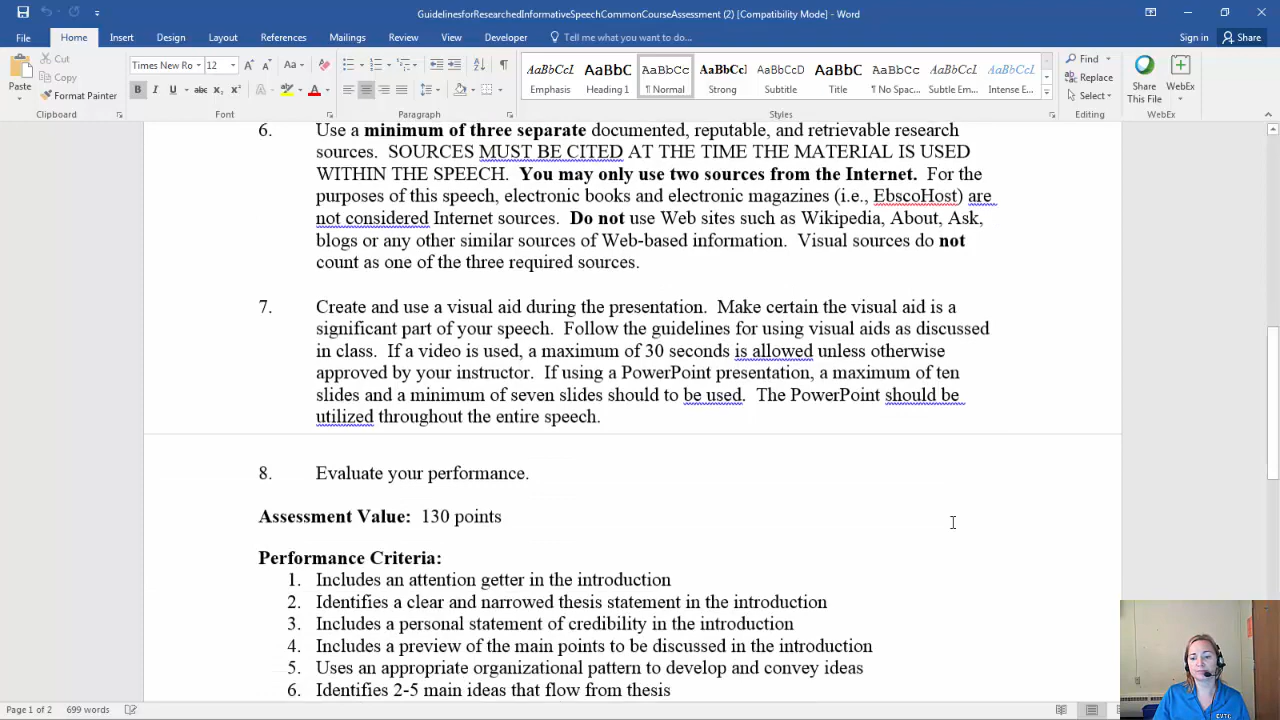 GuidelinesforResearchedInformativeSpeechCommonCourseAssessment (2) [Compatibility Mode] - Word
File Home Insert Design Layout References Mailings Review View Developer Tell me what you want to do... Sign in Share
Cut
Copy
Format Painter
Paste
Clipboard
Times New Ro 12
Font
Paragraph
AaBbCcI AaBbC AaBbCc AaBbCcI AaBbCcI AaBbC AaBbCc AaBbCcI AaBbCcI
Emphasis Heading 1 ¶ Normal Strong Subtitle Title ¶ No Spac... Subtle Em... Intense E...
Styles
Find
Replace
Select
Editing
Share This File
WebEx
WebEx
6. Use a minimum of three separate documented, reputable, and retrievable research
sources. SOURCES MUST BE CITED AT THE TIME THE MATERIAL IS USED
WITHIN THE SPEECH. You may only use two sources from the Internet. For the
purposes of this speech, electronic books and electronic magazines (i.e., EbscoHost) are
not considered Internet sources. Do not use Web sites such as Wikipedia, About, Ask,
blogs or any other similar sources of Web-based information. Visual sources do not
count as one of the three required sources.
7. Create and use a visual aid during the presentation. Make certain the visual aid is a
significant part of your speech. Follow the guidelines for using visual aids as discussed
in class. If a video is used, a maximum of 30 seconds is allowed unless otherwise
approved by your instructor. If using a PowerPoint presentation, a maximum of ten
slides and a minimum of seven slides should to be used. The PowerPoint should be
utilized throughout the entire speech.
8. Evaluate your performance.
Assessment Value: 130 points
Performance Criteria:
1. Includes an attention getter in the introduction
2. Identifies a clear and narrowed thesis statement in the introduction
3. Includes a personal statement of credibility in the introduction
4. Includes a preview of the main points to be discussed in the introduction
5. Uses an appropriate organizational pattern to develop and convey ideas
6. Identifies 2-5 main ideas that flow from thesis
Page 1 of 2 699 words